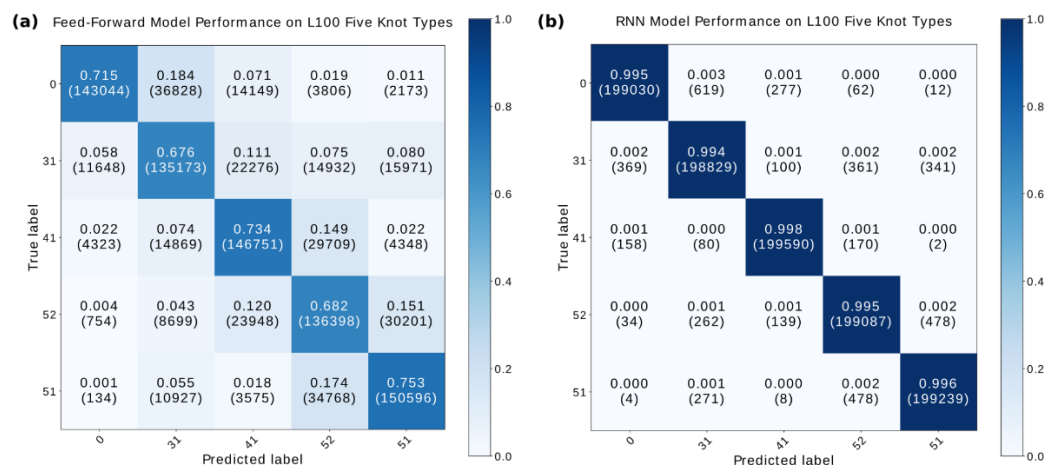 (a) Feed-Forward Model Performance on L100 Five Knot Types
1.0
0.8
0.6
0.4
0.2
0.0
True label
0
31
41
52
51
0.715 0.184 0.071 0.019 0.011
(143044) (36828) (14149) (3806) (2173)
0.058 0.676 0.111 0.075 0.080
(11648) (135173) (22276) (14932) (15971)
0.022 0.074 0.734 0.149 0.022
(4323) (14869) (146751) (29709) (4348)
0.004 0.043 0.120 0.682 0.151
(754) (8699) (23948) (136398) (30201)
0.001 0.055 0.018 0.174 0.753
(134) (10927) (3575) (34768) (150596)
0 31 41 52 51
Predicted label
(b) RNN Model Performance on L100 Five Knot Types
1.0
0.8
0.6
0.4
0.2
0.0
True label
0
31
41
52
51
0.995 0.003 0.001 0.000 0.000
(199030) (619) (277) (62) (12)
0.002 0.994 0.001 0.002 0.002
(369) (198829) (100) (361) (341)
0.001 0.000 0.998 0.001 0.000
(158) (80) (199590) (170) (2)
0.000 0.001 0.001 0.995 0.002
(34) (262) (139) (199087) (478)
0.000 0.001 0.000 0.002 0.996
(4) (271) (8) (478) (199239)
0 31 41 52 51
Predicted label